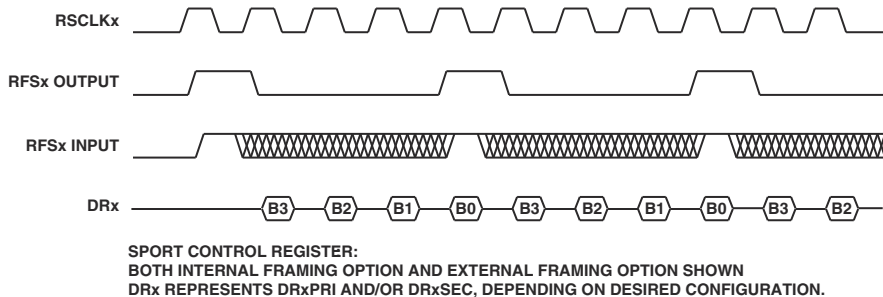 RSCLKx
RFSx OUTPUT
RFSx INPUT
DRx B3 B2 B1 B0 B3 B2 B1 B0 B3 B2
SPORT CONTROL REGISTER:
BOTH INTERNAL FRAMING OPTION AND EXTERNAL FRAMING OPTION SHOWN
DRx REPRESENTS DRxPRI AND/OR DRxSEC, DEPENDING ON DESIRED CONFIGURATION.